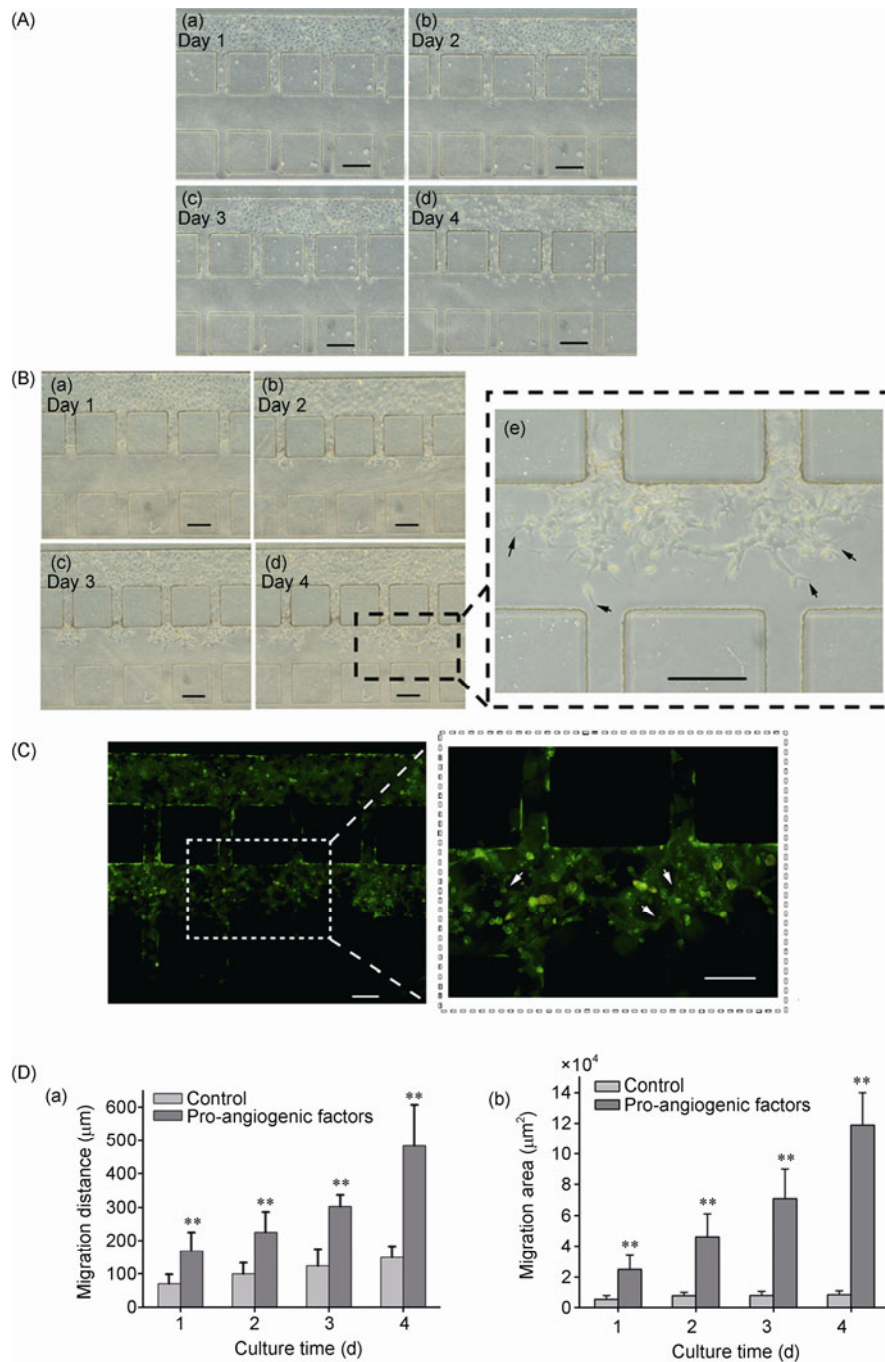 (A)
(a)
Day 1
(b)
Day 2
(c)
Day 3
(d)
Day 4
(B)
(a)
Day 1
(b)
Day 2
(c)
Day 3
(d)
Day 4
(e)
(C)
(D)
(a)
Control
Pro-angiogenic factors
Migration distance (μm)
600
500
400
300
200
100
0
**
**
**
**
1 2 3 4
Culture time (d)
(b)
×10⁴
Control
Pro-angiogenic factors
Migration area (μm²)
14
12
10
8
6
4
2
0
**
**
**
**
1 2 3 4
Culture time (d)